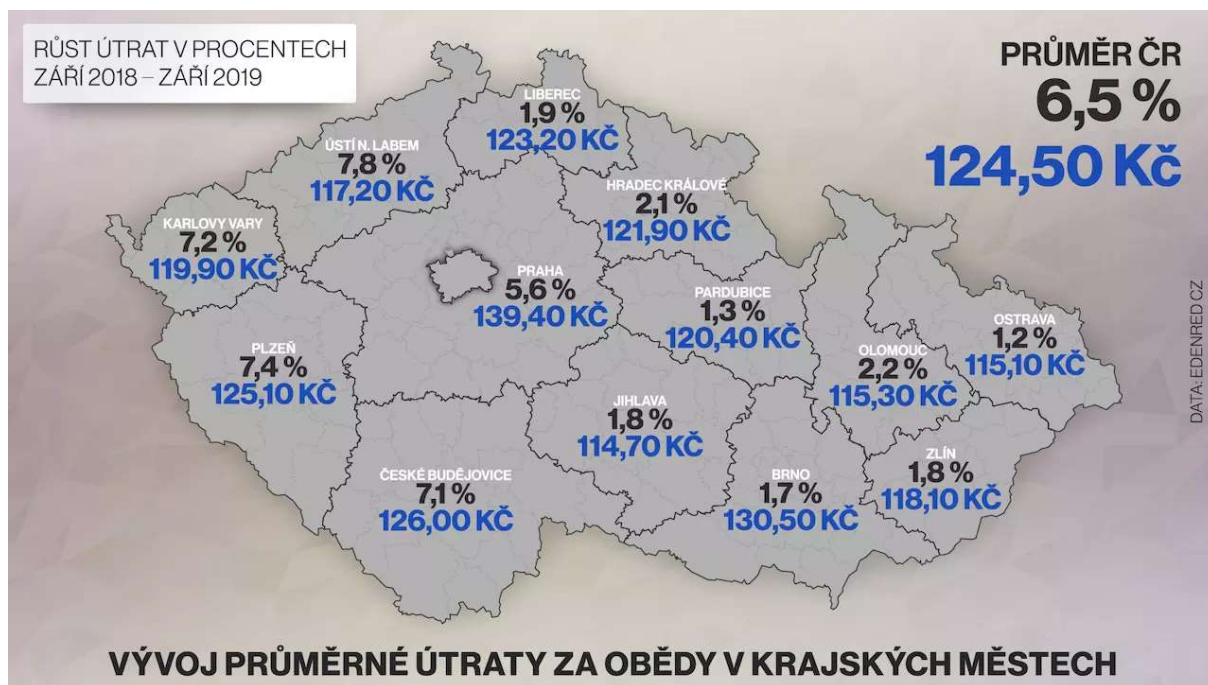 RŮST ÚTRAT V PROCENTECH
ZÁŘÍ 2018 – ZÁŘÍ 2019
PRŮMĚR ČR
6,5 %
124,50 Kč
LIBEREC
1,9 %
123,20 KČ
ÚSTÍ N. LABEM
7,8 %
117,20 KČ
HRADEC KRÁLOVÉ
2,1 %
121,90 KČ
KARLOVY VARY
7,2 %
119,90 KČ
PRAHA
5,6 %
139,40 KČ
PARDUBICE
1,3 %
120,40 KČ
OSTRAVA
1,2 %
115,10 KČ
PLZEŇ
7,4 %
125,10 KČ
OLOMOUC
2,2 %
115,30 KČ
JIHLAVA
1,8 %
114,70 KČ
ČESKÉ BUDĚJOVICE
7,1 %
126,00 KČ
BRNO
1,7 %
130,50 KČ
ZLÍN
1,8 %
118,10 KČ
DATA: EDENRED CZ
VÝVOJ PRŮMĚRNÉ ÚTRATY ZA OBĚDY V KRAJSKÝCH MĚSTECH